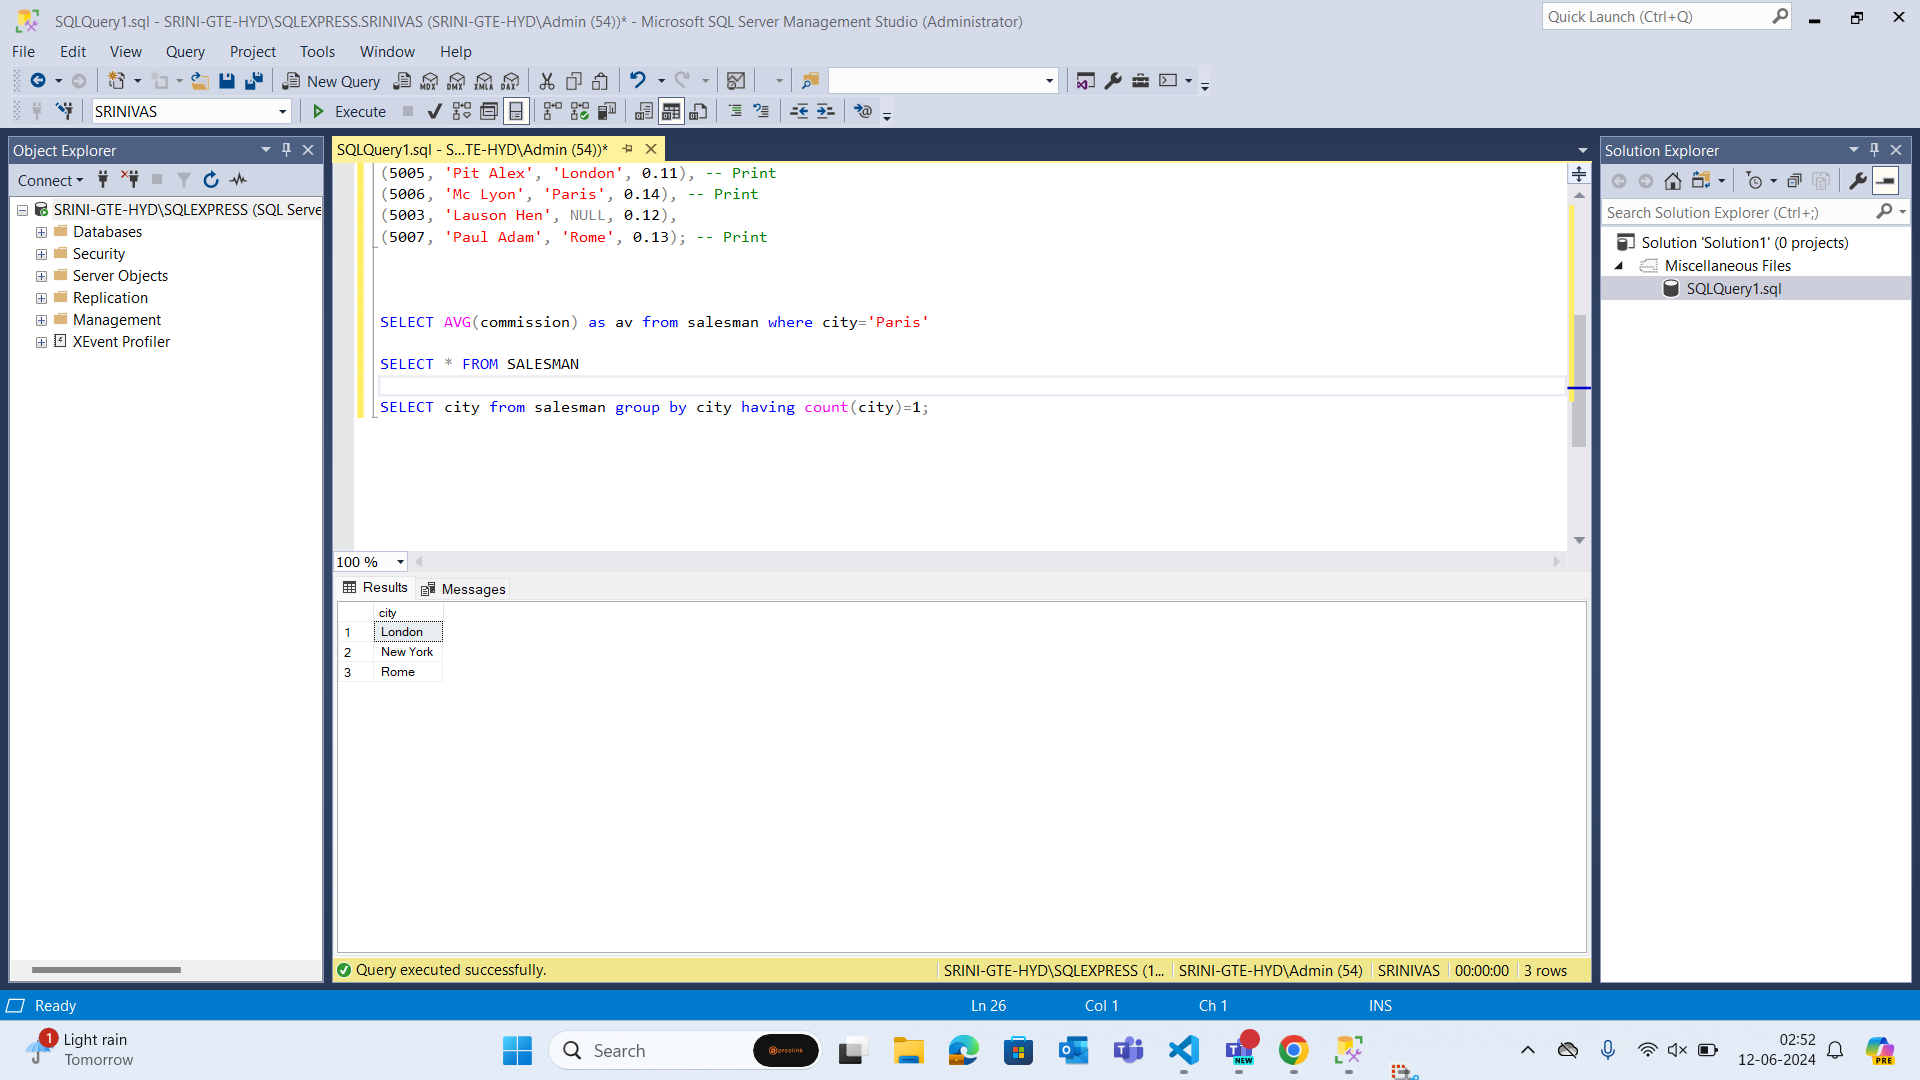 SQLQuery1.sql - SRINI-GTE-HYD\SQLEXPRESS.SRINIVAS (SRINI-GTE-HYD\Admin (54))* - Microsoft SQL Server Management Studio (Administrator)
Quick Launch (Ctrl+Q)
File Edit View Query Project Tools Window Help
New Query MDX DMX XMLA DAX
SRINIVAS Execute
Object Explorer
Connect
SRINI-GTE-HYD\SQLEXPRESS (SQL Serve
Databases
Security
Server Objects
Replication
Management
XEvent Profiler
SQLQuery1.sql - S...TE-HYD\Admin (54))*
(5005, 'Pit Alex', 'London', 0.11), -- Print
(5006, 'Mc Lyon', 'Paris', 0.14), -- Print
(5003, 'Lauson Hen', NULL, 0.12),
(5007, 'Paul Adam', 'Rome', 0.13); -- Print
SELECT AVG(commission) as av from salesman where city='Paris'
SELECT * FROM SALESMAN
SELECT city from salesman group by city having count(city)=1;
100 %
Results Messages
city
1 London
2 New York
3 Rome
Query executed successfully. SRINI-GTE-HYD\SQLEXPRESS (1... SRINI-GTE-HYD\Admin (54) SRINIVAS 00:00:00 3 rows
Solution Explorer
Search Solution Explorer (Ctrl+;)
Solution 'Solution1' (0 projects)
Miscellaneous Files
SQLQuery1.sql
Ready Ln 26 Col 1 Ch 1 INS
1
Light rain
Tomorrow
Search
proclink
NEW
02:52
12-06-2024
PRE